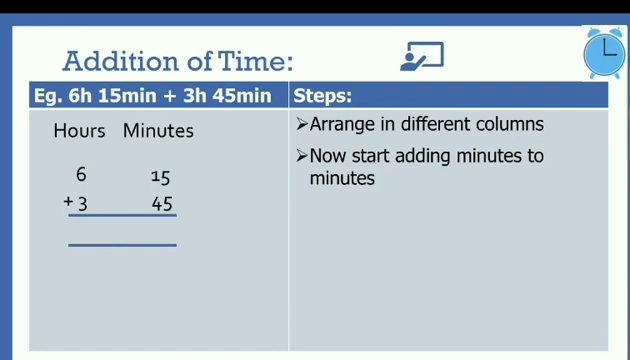 Addition of Time:
Eg. 6h 15min + 3h 45min
Steps:
Hours Minutes
6 15
+ 3 45
➢Arrange in different columns
➢Now start adding minutes to
minutes